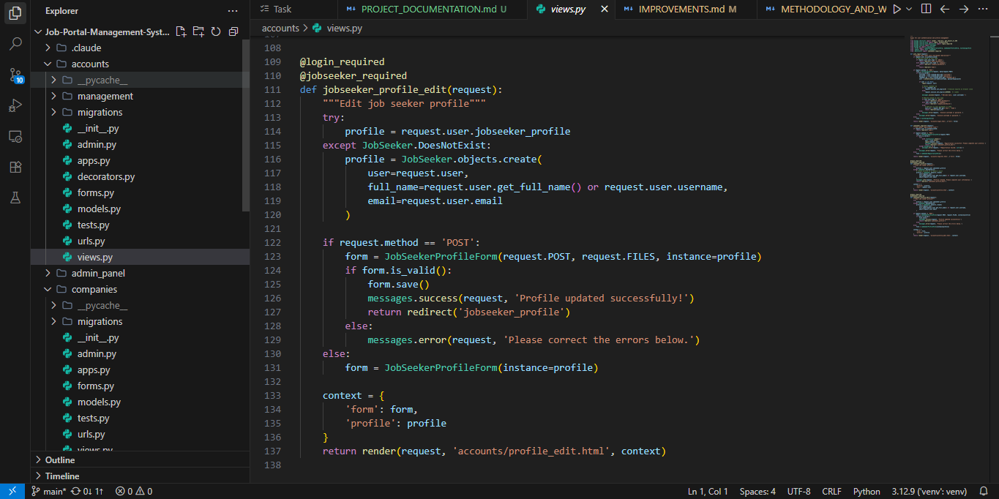 Explorer
Task
PROJECT_DOCUMENTATION.md U
views.py
IMPROVEMENTS.md M
METHODOLOGY_AND_W
Job-Portal-Management-Syst...
accounts > views.py
.claude
accounts
__pycache__
management
migrations
__init__.py
admin.py
apps.py
decorators.py
forms.py
models.py
tests.py
urls.py
views.py
admin_panel
companies
__pycache__
migrations
__init__.py
admin.py
apps.py
forms.py
models.py
tests.py
urls.py
views.py
Outline
Timeline
10
108
109 @login_required
110 @jobseeker_required
111 def jobseeker_profile_edit(request):
112 """Edit job seeker profile"""
113 try:
114 profile = request.user.jobseeker_profile
115 except JobSeeker.DoesNotExist:
116 profile = JobSeeker.objects.create(
117 user=request.user,
118 full_name=request.user.get_full_name() or request.user.username,
119 email=request.user.email
120 )
121
122 if request.method == 'POST':
123 form = JobSeekerProfileForm(request.POST, request.FILES, instance=profile)
124 if form.is_valid():
125 form.save()
126 messages.success(request, 'Profile updated successfully!')
127 return redirect('jobseeker_profile')
128 else:
129 messages.error(request, 'Please correct the errors below.')
130 else:
131 form = JobSeekerProfileForm(instance=profile)
132
133 context = {
134 'form': form,
135 'profile': profile
136 }
137 return render(request, 'accounts/profile_edit.html', context)
138
main* 0↓ 1↑ 0 0
Ln 1, Col 1 Spaces: 4 UTF-8 CRLF Python 3.12.9 ('venv': venv)